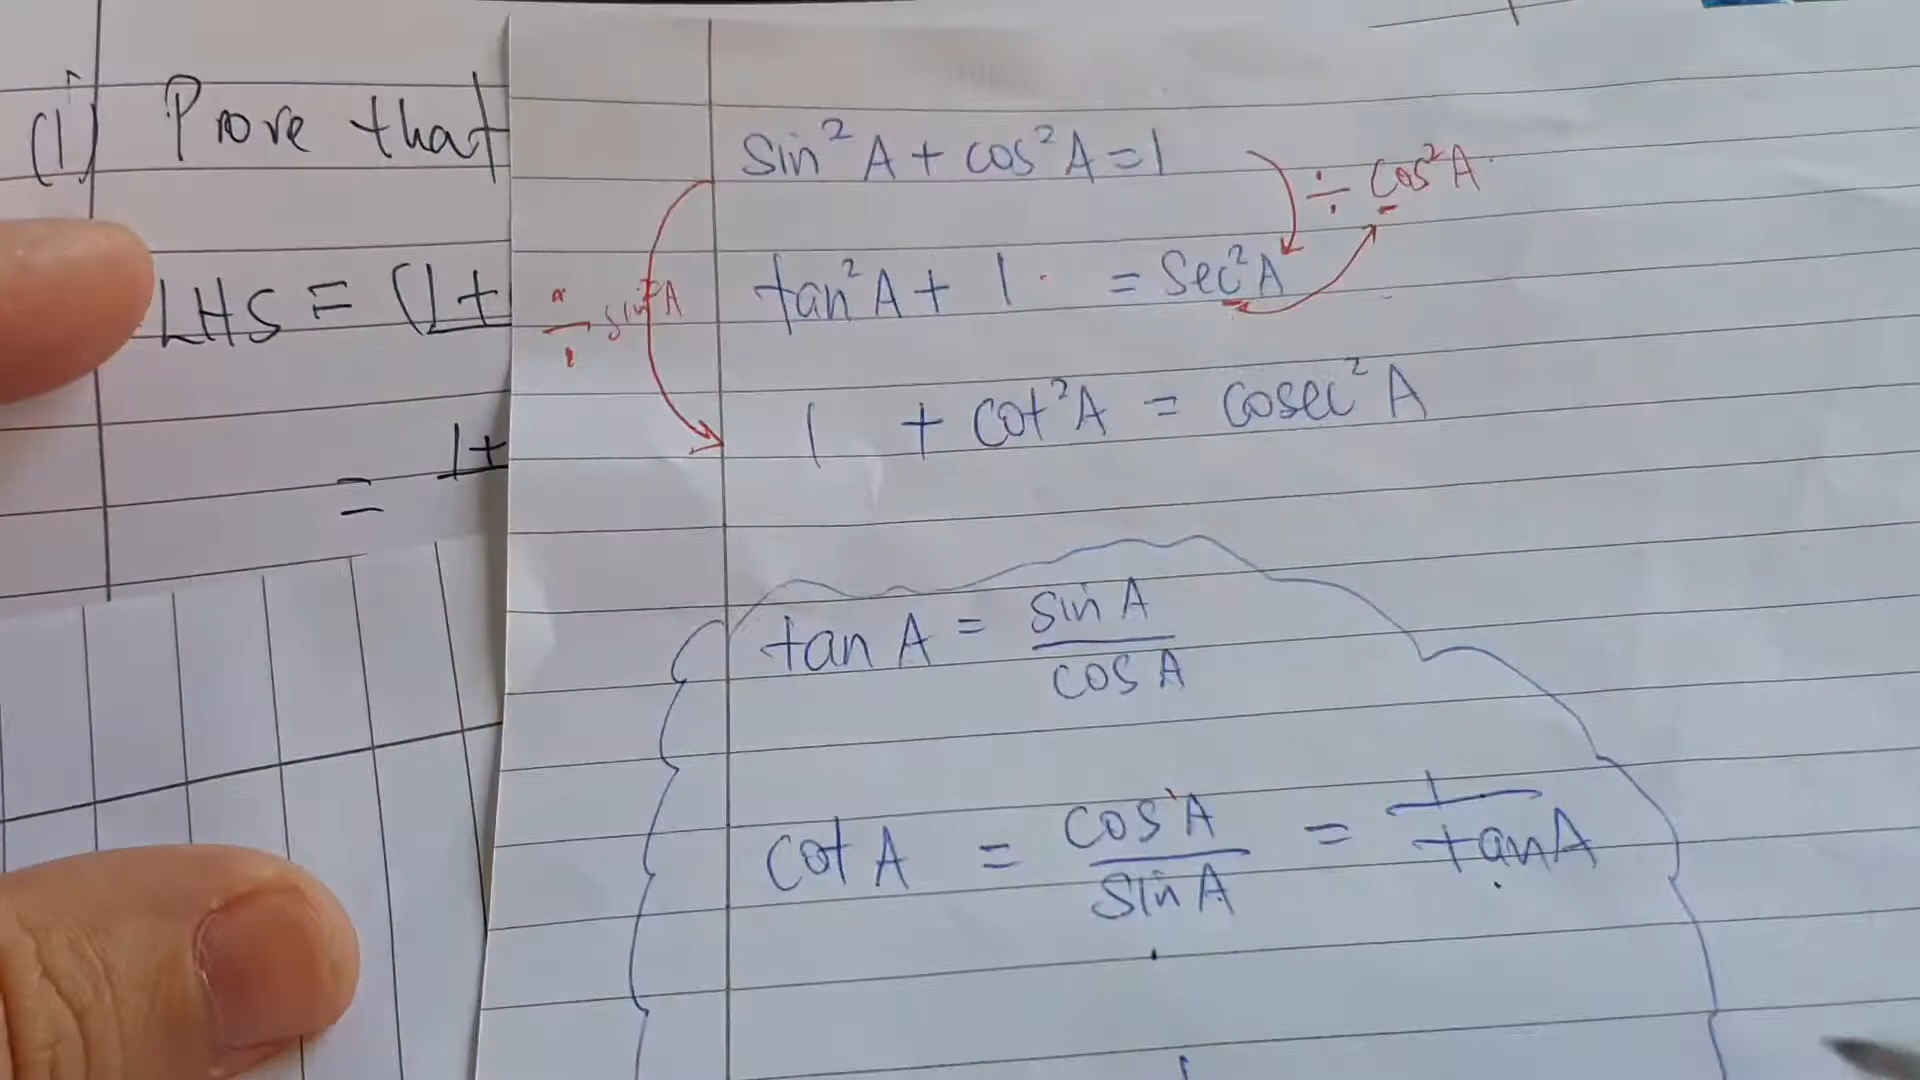 (1) Prove that
LHS = (1+
= 1+
sin²A + cos²A = 1
÷ cos²A
tan²A + 1 = sec²A
÷ sin²A
1 + cot²A = cosec²A
tan A = sin A / cos A
cot A = cos A / sin A = 1 / tan A